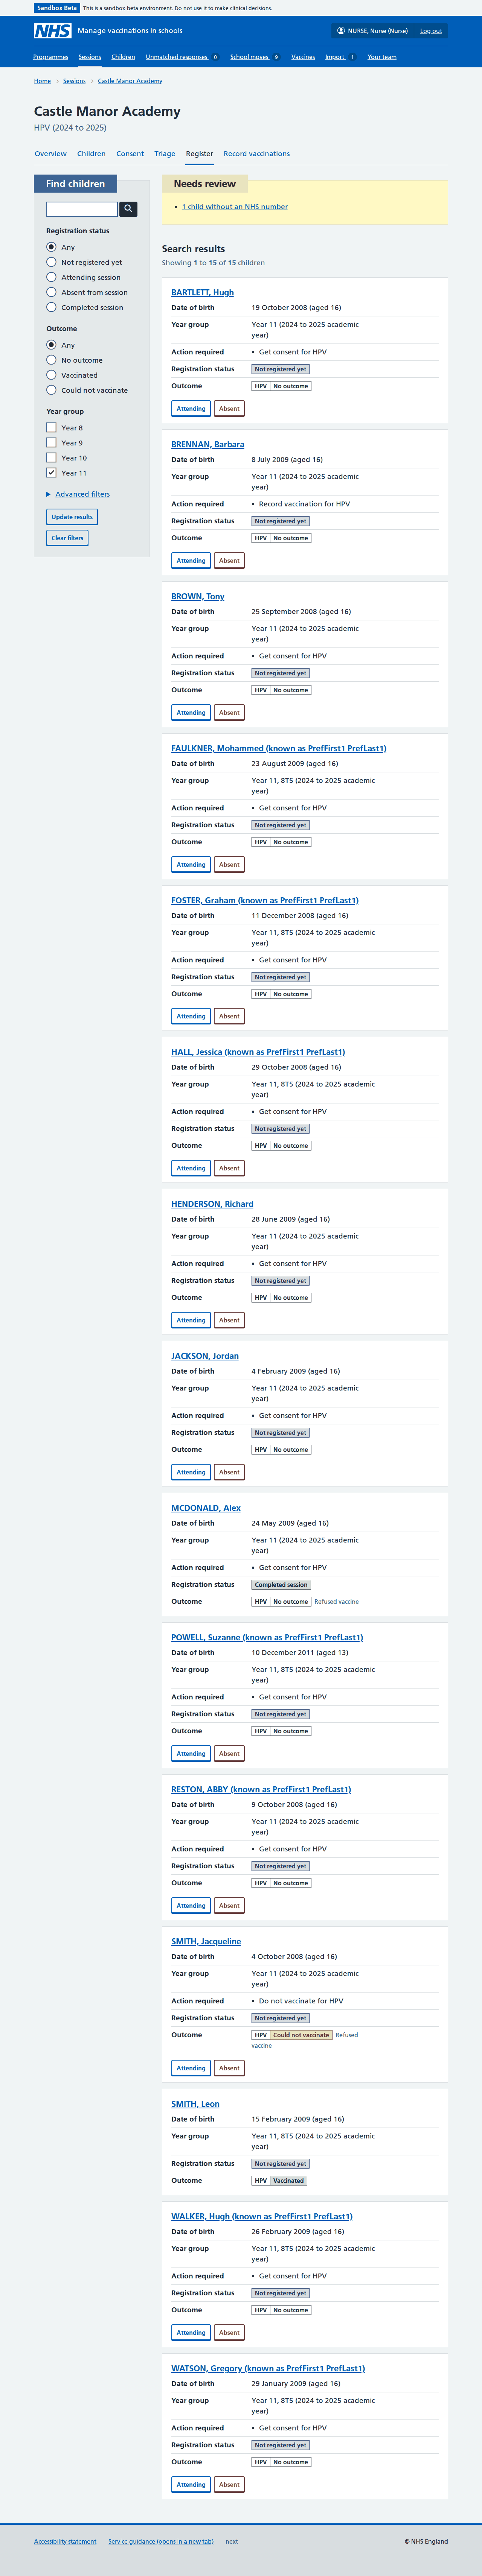 Sandbox Beta This is a sandbox-beta environment. Do not use it to make clinical decisions.
NHS Manage vaccinations in schools NURSE, Nurse (Nurse) Log out
Programmes Sessions Children Unmatched responses 0 School moves 9 Vaccines Import 1 Your team
Home > Sessions > Castle Manor Academy
Castle Manor Academy
HPV (2024 to 2025)
Overview Children Consent Triage Register Record vaccinations
Find children
Registration status
Any
Not registered yet
Attending session
Absent from session
Completed session
Outcome
Any
No outcome
Vaccinated
Could not vaccinate
Year group
Year 8
Year 9
Year 10
Year 11
Advanced filters
Update results
Clear filters
Needs review
• 1 child without an NHS number
Search results
Showing 1 to 15 of 15 children
BARTLETT, Hugh
Date of birth 19 October 2008 (aged 16)
Year group Year 11 (2024 to 2025 academic
year)
Action required • Get consent for HPV
Registration status Not registered yet
Outcome HPV No outcome
Attending Absent
BRENNAN, Barbara
Date of birth 8 July 2009 (aged 16)
Year group Year 11 (2024 to 2025 academic
year)
Action required • Record vaccination for HPV
Registration status Not registered yet
Outcome HPV No outcome
Attending Absent
BROWN, Tony
Date of birth 25 September 2008 (aged 16)
Year group Year 11 (2024 to 2025 academic
year)
Action required • Get consent for HPV
Registration status Not registered yet
Outcome HPV No outcome
Attending Absent
FAULKNER, Mohammed (known as PrefFirst1 PrefLast1)
Date of birth 23 August 2009 (aged 16)
Year group Year 11, 8T5 (2024 to 2025 academic
year)
Action required • Get consent for HPV
Registration status Not registered yet
Outcome HPV No outcome
Attending Absent
FOSTER, Graham (known as PrefFirst1 PrefLast1)
Date of birth 11 December 2008 (aged 16)
Year group Year 11, 8T5 (2024 to 2025 academic
year)
Action required • Get consent for HPV
Registration status Not registered yet
Outcome HPV No outcome
Attending Absent
HALL, Jessica (known as PrefFirst1 PrefLast1)
Date of birth 29 October 2008 (aged 16)
Year group Year 11, 8T5 (2024 to 2025 academic
year)
Action required • Get consent for HPV
Registration status Not registered yet
Outcome HPV No outcome
Attending Absent
HENDERSON, Richard
Date of birth 28 June 2009 (aged 16)
Year group Year 11 (2024 to 2025 academic
year)
Action required • Get consent for HPV
Registration status Not registered yet
Outcome HPV No outcome
Attending Absent
JACKSON, Jordan
Date of birth 4 February 2009 (aged 16)
Year group Year 11 (2024 to 2025 academic
year)
Action required • Get consent for HPV
Registration status Not registered yet
Outcome HPV No outcome
Attending Absent
MCDONALD, Alex
Date of birth 24 May 2009 (aged 16)
Year group Year 11 (2024 to 2025 academic
year)
Action required • Get consent for HPV
Registration status Completed session
Outcome HPV No outcome Refused vaccine
POWELL, Suzanne (known as PrefFirst1 PrefLast1)
Date of birth 10 December 2011 (aged 13)
Year group Year 11, 8T5 (2024 to 2025 academic
year)
Action required • Get consent for HPV
Registration status Not registered yet
Outcome HPV No outcome
Attending Absent
RESTON, ABBY (known as PrefFirst1 PrefLast1)
Date of birth 9 October 2008 (aged 16)
Year group Year 11 (2024 to 2025 academic
year)
Action required • Get consent for HPV
Registration status Not registered yet
Outcome HPV No outcome
Attending Absent
SMITH, Jacqueline
Date of birth 4 October 2008 (aged 16)
Year group Year 11 (2024 to 2025 academic
year)
Action required • Do not vaccinate for HPV
Registration status Not registered yet
Outcome HPV Could not vaccinate Refused
vaccine
Attending Absent
SMITH, Leon
Date of birth 15 February 2009 (aged 16)
Year group Year 11, 8T5 (2024 to 2025 academic
year)
Registration status Not registered yet
Outcome HPV Vaccinated
WALKER, Hugh (known as PrefFirst1 PrefLast1)
Date of birth 26 February 2009 (aged 16)
Year group Year 11, 8T5 (2024 to 2025 academic
year)
Action required • Get consent for HPV
Registration status Not registered yet
Outcome HPV No outcome
Attending Absent
WATSON, Gregory (known as PrefFirst1 PrefLast1)
Date of birth 29 January 2009 (aged 16)
Year group Year 11, 8T5 (2024 to 2025 academic
year)
Action required • Get consent for HPV
Registration status Not registered yet
Outcome HPV No outcome
Attending Absent
Accessibility statement Service guidance (opens in a new tab) next © NHS England